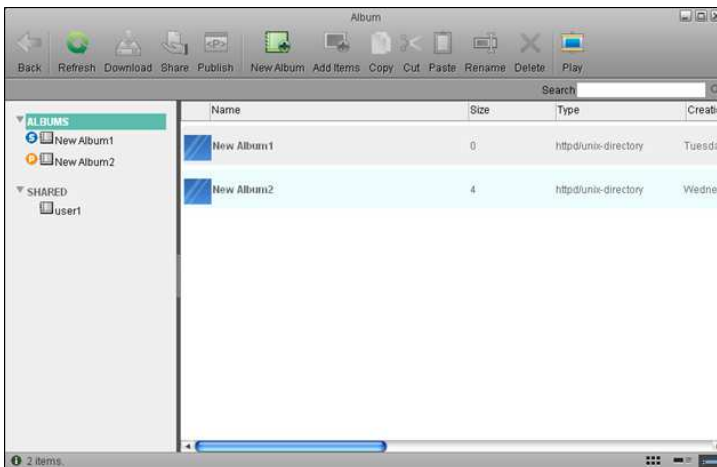 Album
Back Refresh Download Share Publish New Album Add Items Copy Cut Paste Rename Delete Play
<P>
Search
Name Size Type Creati
ALBUMS
S New Album1
P New Album2
SHARED
user1
New Album1 0 httpd/unix-directory Tuesda
New Album2 4 httpd/unix-directory Wedne
2 items.